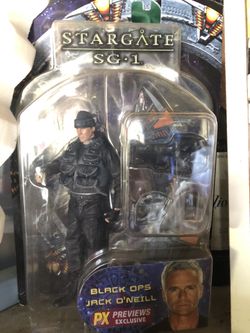 STARGATE
SG·1
BLACK OPS
JACK O'NEILL
PX PREVIEWS
EXCLUSIVE